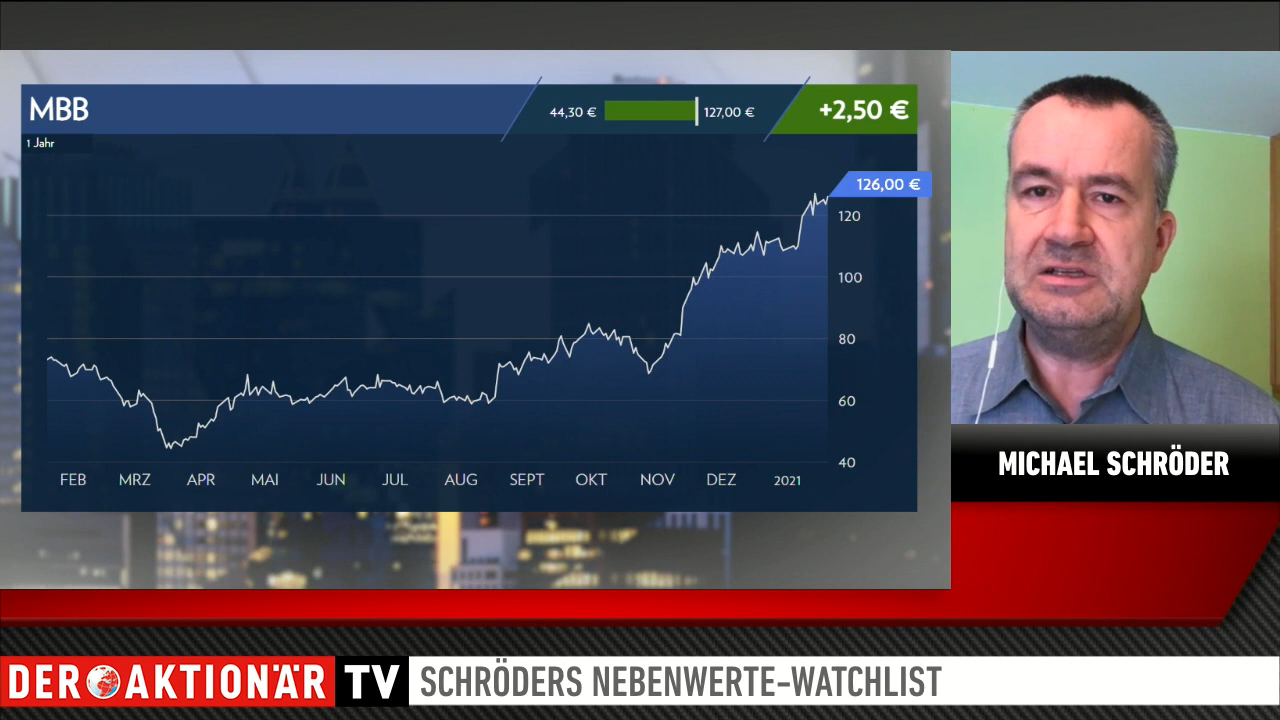 MBB
44,30 €
127,00 €
+2,50 €
1 Jahr
126,00 €
120
100
80
60
40
FEB MRZ APR MAI JUN JUL AUG SEPT OKT NOV DEZ 2021
MICHAEL SCHRÖDER
DER AKTIONÄR TV
SCHRÖDERS NEBENWERTE-WATCHLIST